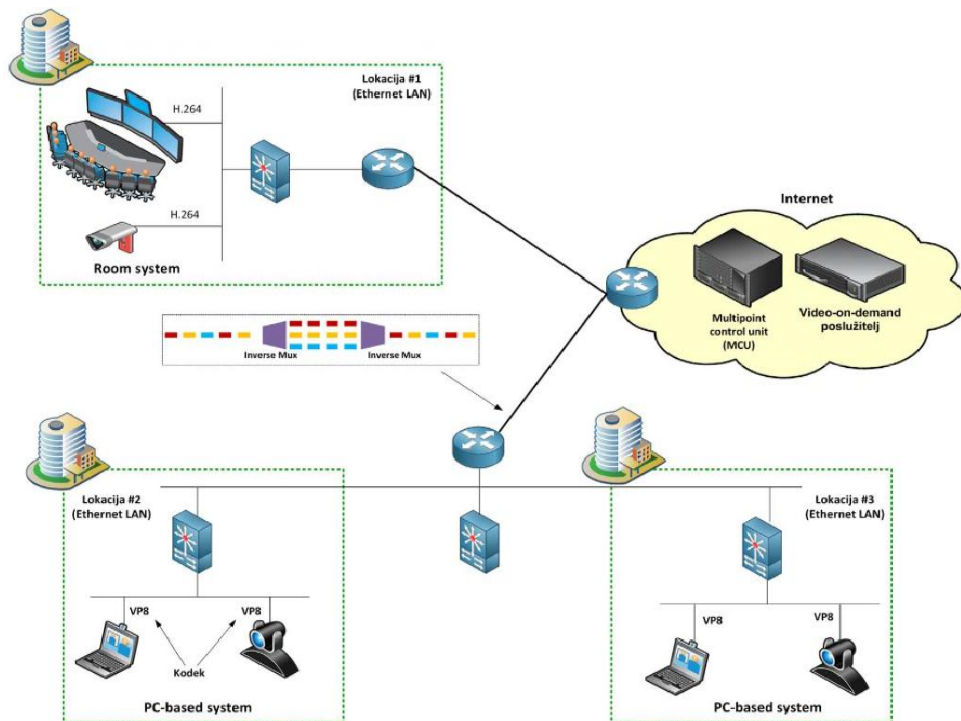 Lokacija #1
(Ethernet LAN)
H.264
H.264
Room system
Internet
Multipoint
control unit
(MCU)
Video-on-demand
poslužitelj
Inverse Mux
Inverse Mux
Lokacija #2
(Ethernet LAN)
VP8
VP8
Kodek
PC-based system
Lokacija #3
(Ethernet LAN)
VP8
VP8
PC-based system